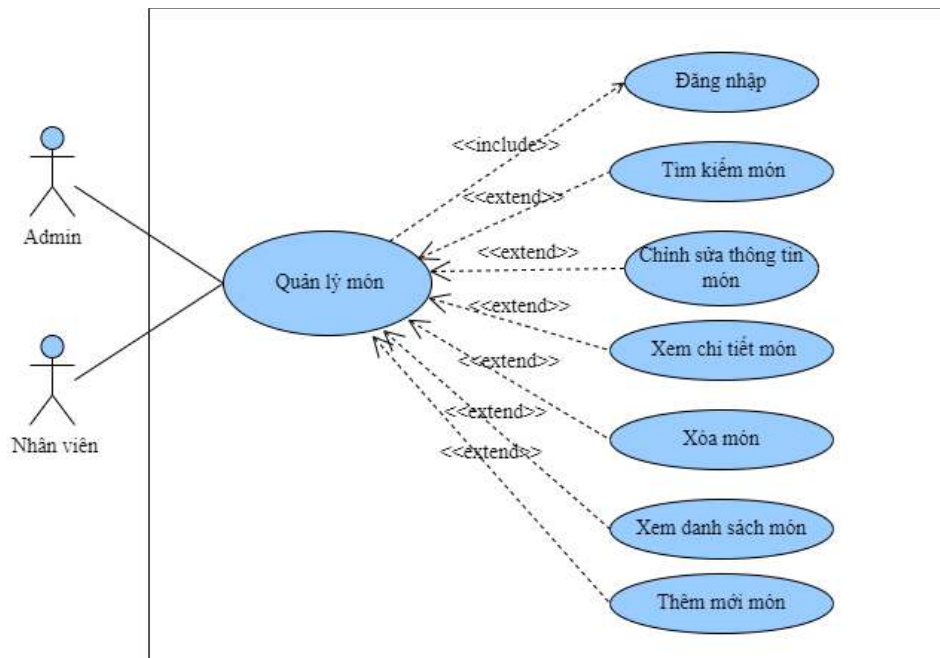 Đăng nhập
<<include>>
Tìm kiếm món
<<extend>>
Admin
<<extend>>
Chỉnh sửa thông tin
món
Quản lý món
<<extend>>
Xem chi tiết món
<<extend>>
<<extend>>
Nhân viên
Xóa món
<<extend>>
Xem danh sách món
Thêm mới món